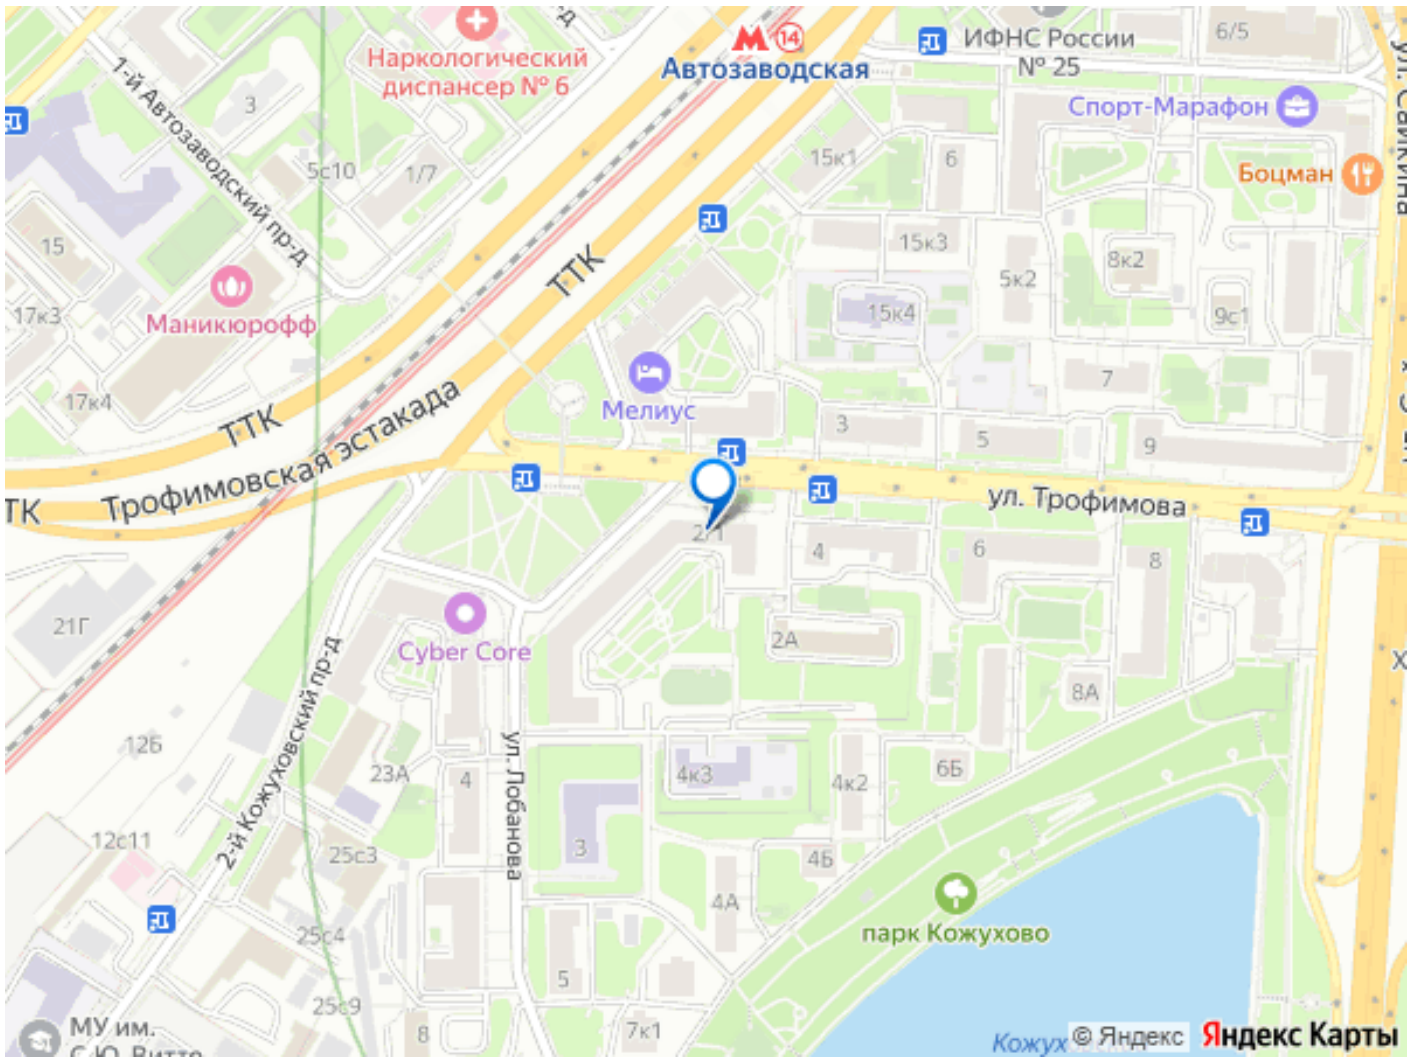 6/5
ИФНС России
№ 25
14
Автозаводская
Наркологический
диспансер № 6
1-й Автозаводский пр-д
3
Спорт-Марафон
ул. Сайкина
15к1
6
5с10
1/7
Боцман
15
15к3
8к2
5к2
ТТК
17к3
Маникюрофф
15к4
9с1
7
17к4
Мелиус
ТТК
Трофимовская эстакада
3
5
9
ТК
ул. Трофимова
2/1
4
6
8
21Г
Cyber Core
2А
8А
2-й Кожуховский пр-д
12Б
ул. Лобанова
23А
4
4к3
4к2
6Б
12с11
25с3
3
4Б
4А
парк Кожухово
25с4
5
25с9
МУ им.
С.Ю. Витте
8
7к1
Кожух
© Яндекс
Яндекс Карты